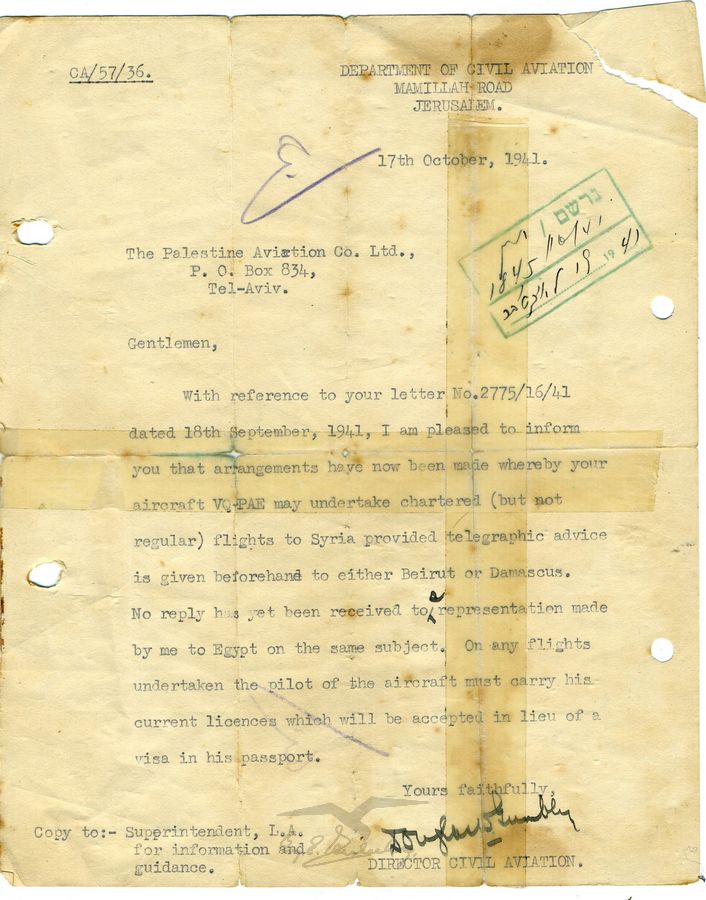 CA/57/36.
DEPARTMENT OF CIVIL AVIATION
MAMILLAH ROAD
JERUSALEM.
17th October, 1941.
נרשם
1845
19 41
The Palestine Aviation Co. Ltd.,
P. O. Box 834,
Tel-Aviv.
Gentlemen,
With reference to your letter No.2775/16/41
dated 18th September, 1941, I am pleased to inform
you that arrangements have now been made whereby your
aircraft VQ-PAE may undertake chartered (but not
regular) flights to Syria provided telegraphic advice
is given beforehand to either Beirut or Damascus.
No reply has yet been received to a representation made
by me to Egypt on the same subject. On any flights
undertaken the pilot of the aircraft must carry his
current licences which will be accepted in lieu of a
visa in his passport.
Yours faithfully,
Douglas Gumbley
DIRECTOR CIVIL AVIATION.
Copy to:- Superintendent, L.A.
for information and
guidance.